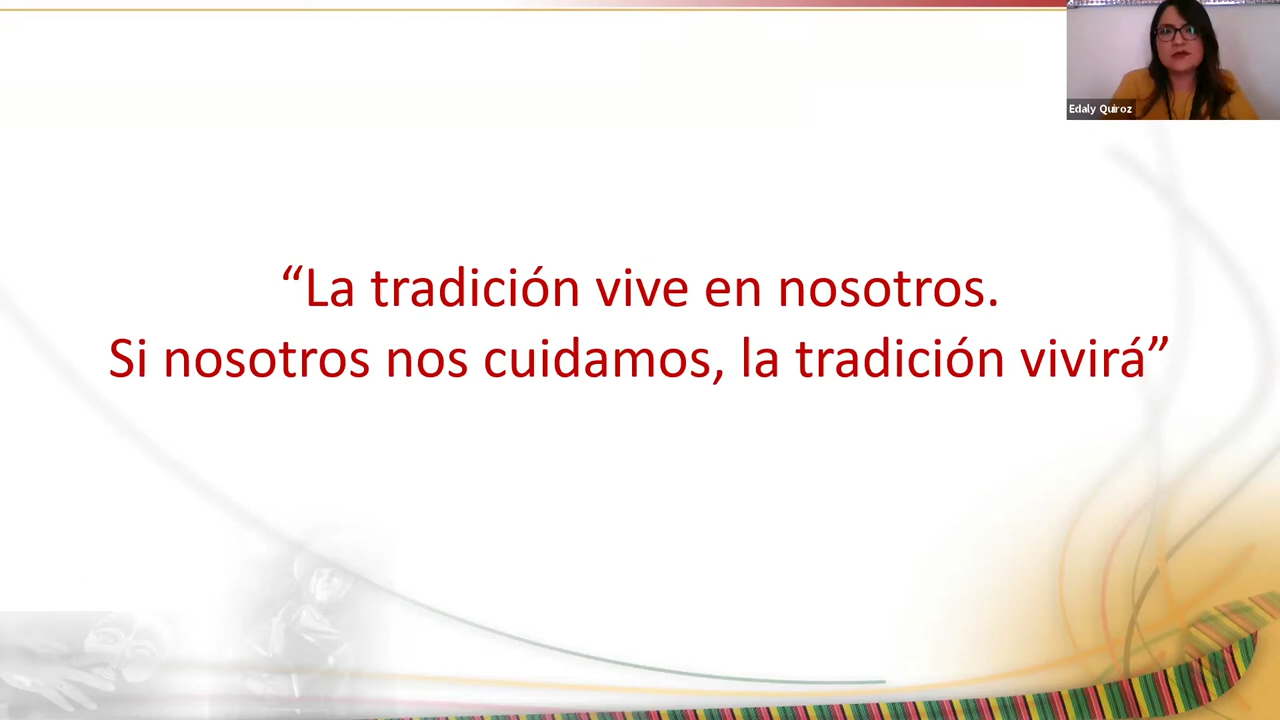 Edaly Quiroz
“La tradición vive en nosotros.
Si nosotros nos cuidamos, la tradición vivirá”